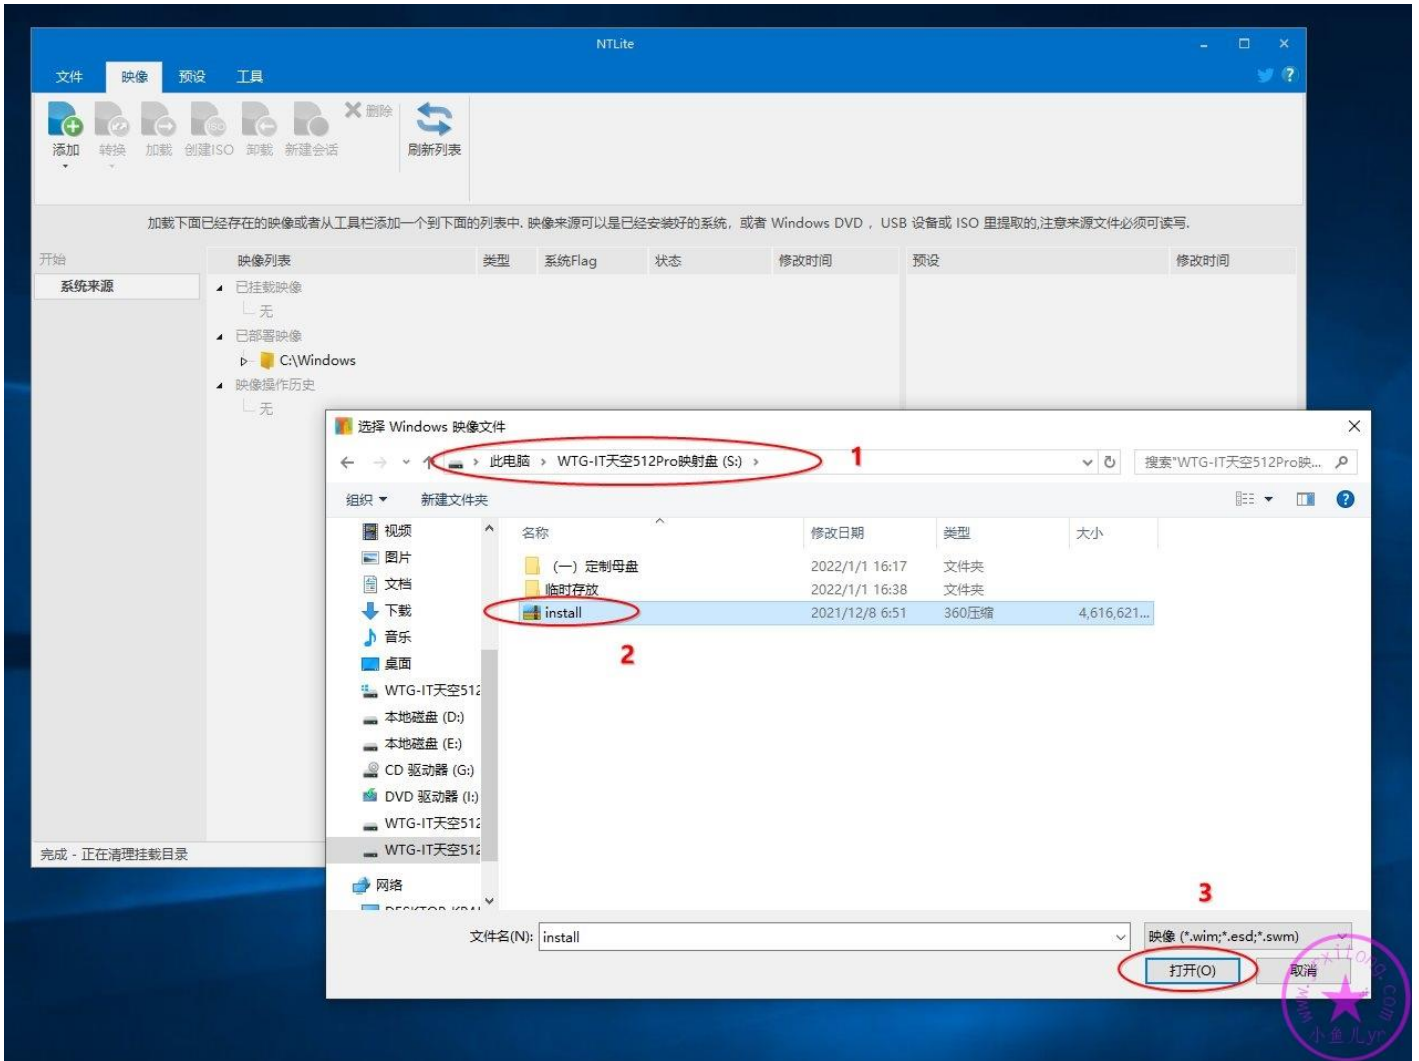 NTLite
文件 映像 预设 工具
添加 转换 加载 创建ISO 卸载 新建会话 删除 刷新列表
加载下面已经存在的映像或者从工具栏添加一个到下面的列表中. 映像来源可以是已经安装好的系统, 或者 Windows DVD , USB 设备或 ISO 里提取的,注意来源文件必须可读写.
开始 映像列表 类型 系统Flag 状态 修改时间 预设 修改时间
系统来源
已挂载映像
无
已部署映像
C:\Windows
映像操作历史
无
选择 Windows 映像文件
此电脑 › WTG-IT天空512Pro映射盘 (S:) › 1 搜索"WTG-IT天空512Pro映...
组织 新建文件夹
名称 修改日期 类型 大小
(一) 定制母盘 2022/1/1 16:17 文件夹
临时存放 2022/1/1 16:38 文件夹
install 2021/12/8 6:51 360压缩 4,616,621...
2
视频
图片
文档
下载
音乐
桌面
WTG-IT天空512
本地磁盘 (D:)
本地磁盘 (E:)
CD 驱动器 (G:)
DVD 驱动器 (I:)
WTG-IT天空512
WTG-IT天空512
网络
完成 - 正在清理挂载目录
3
文件名(N): install 映像 (*.wim;*.esd;*.swm)
打开(O) 取消
小鱼儿yr